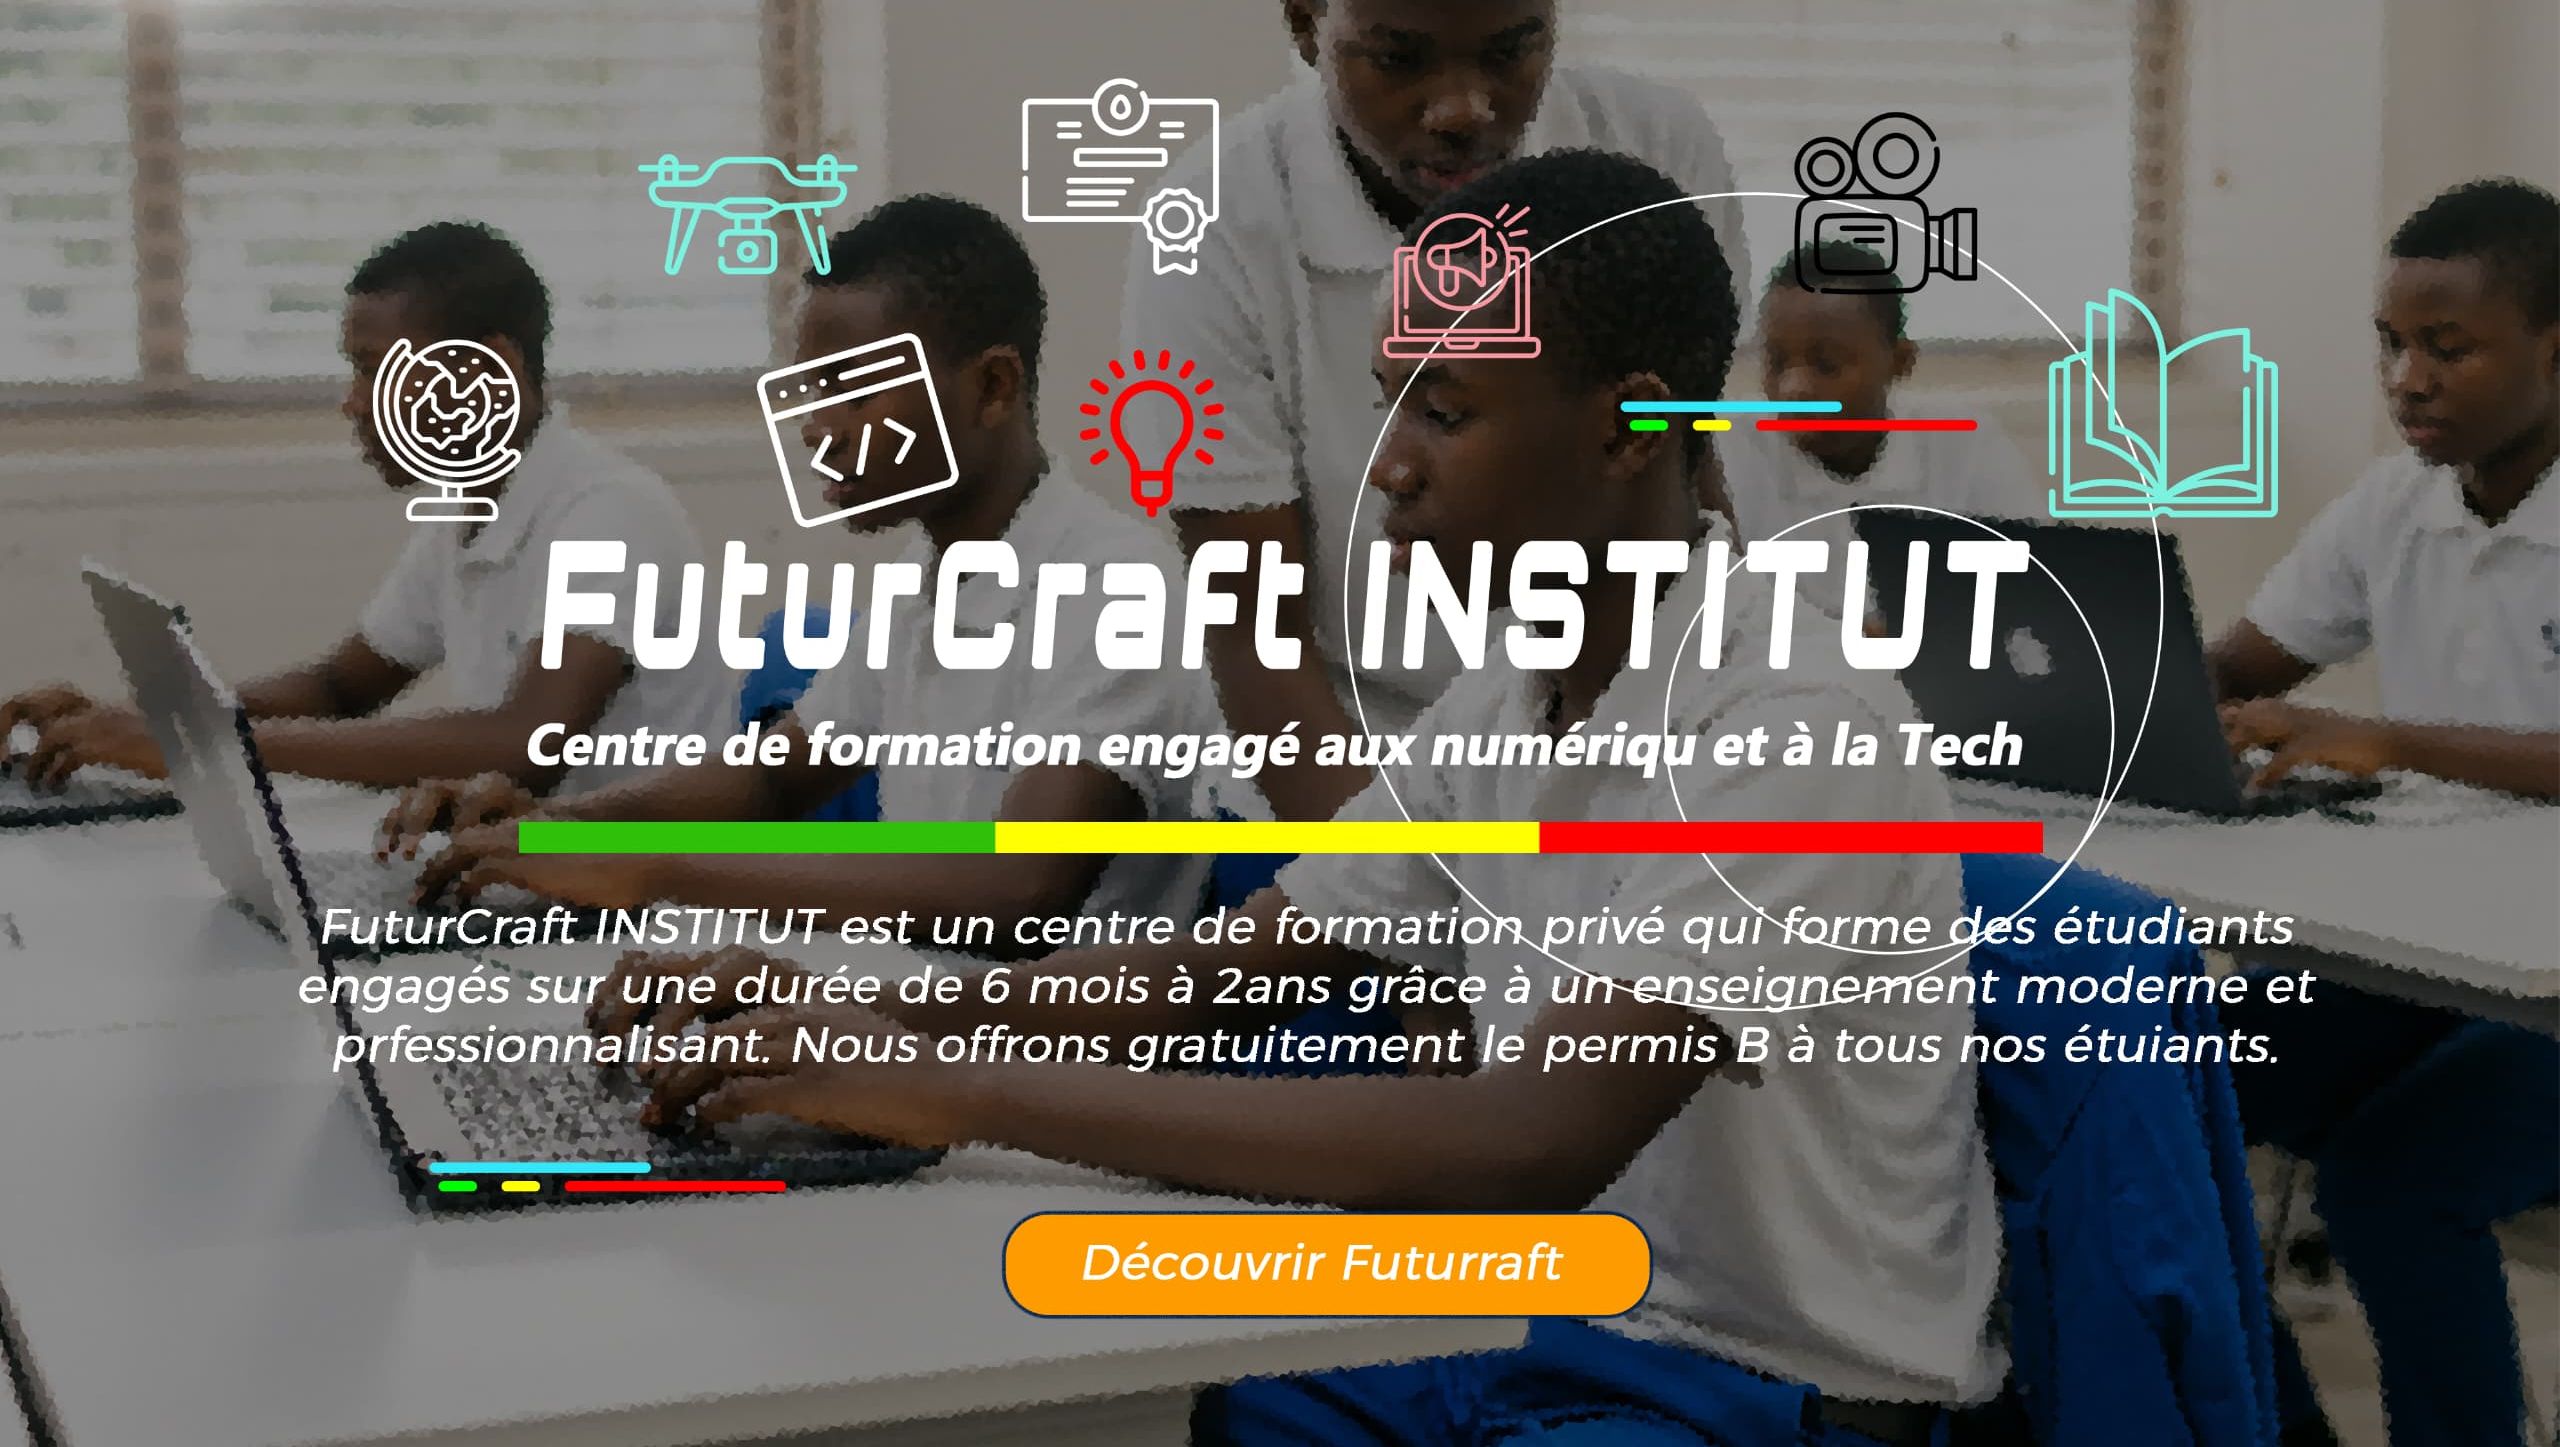 FuturCraft INSTITUT
Centre de formation engagé aux numériqu et à la Tech
FuturCraft INSTITUT est un centre de formation privé qui forme des étudiants
engagés sur une durée de 6 mois à 2ans grâce à un enseignement moderne et
prfessionnalisant. Nous offrons gratuitement le permis B à tous nos étuiants.
Découvrir Futurraft